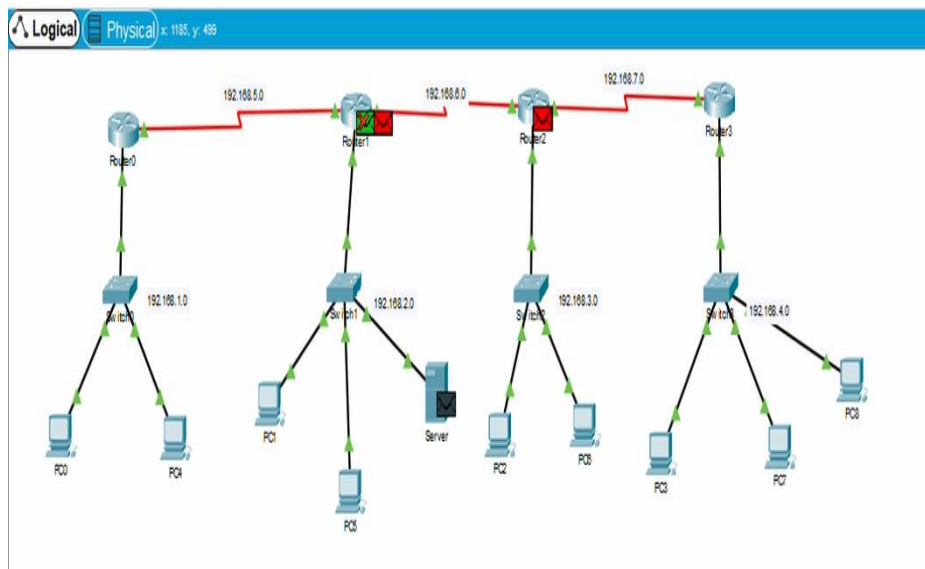 Logical Physical x: 1185, y: 499
192.168.5.0
192.168.6.0
192.168.7.0
Router0
Router1
Router2
Router3
192.168.1.0
192.168.2.0
192.168.3.0
192.168.4.0
Switch0
Switch1
Switch2
Switch3
PC0
PC4
PC1
PC5
Server
PC2
PC6
PC3
PC7
PC8